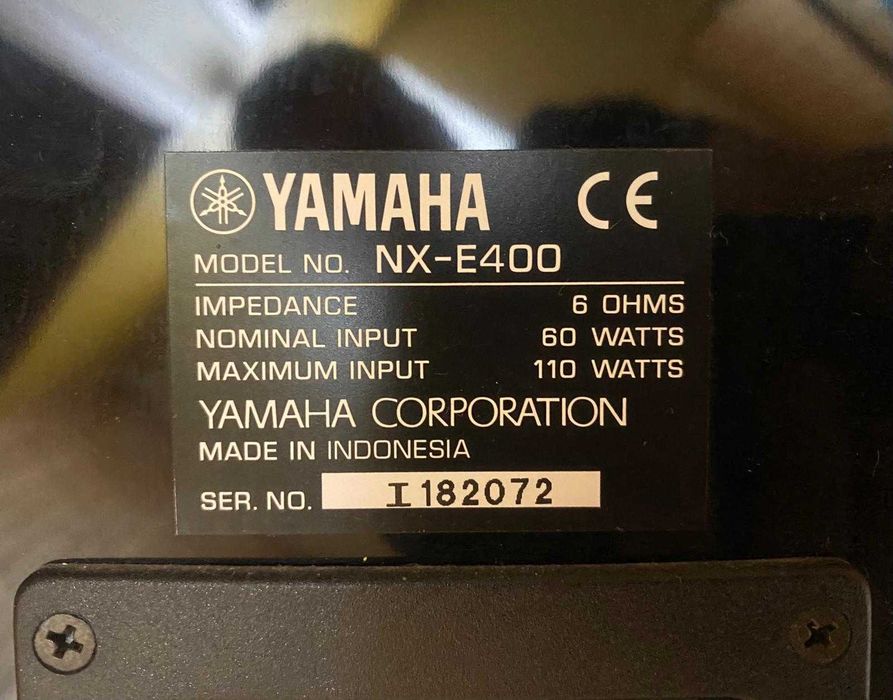 YAMAHA CE
MODEL NO. NX-E400
IMPEDANCE 6 OHMS
NOMINAL INPUT 60 WATTS
MAXIMUM INPUT 110 WATTS
YAMAHA CORPORATION
MADE IN INDONESIA
SER. NO. I182072